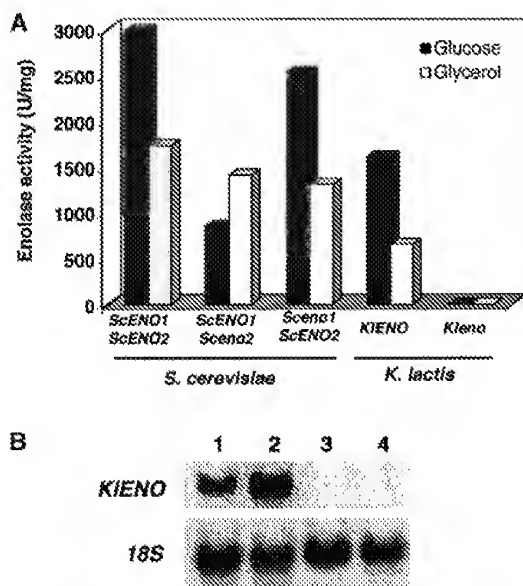 A
Enolase activity (U/mg)
3000
2500
2000
1500
1000
500
0
Glucose
Glycerol
ScENO1 ScENO1 Sceno1 KlENO Kleno
ScENO2 Sceno2 ScENO2
S. cerevisiae K. lactis
B
1 2 3 4
KlENO
18S